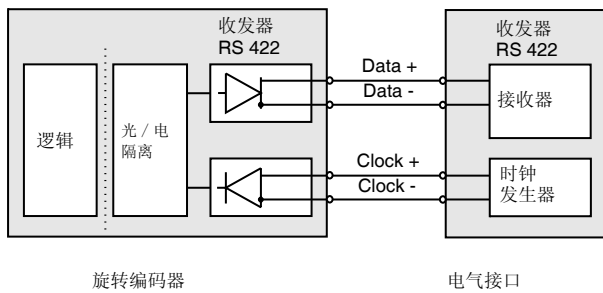 收发器
RS 422
收发器
RS 422
Data +
Data -
接收器
逻辑
光 / 电
隔离
Clock +
Clock -
时钟
发生器
旋转编码器
电气接口